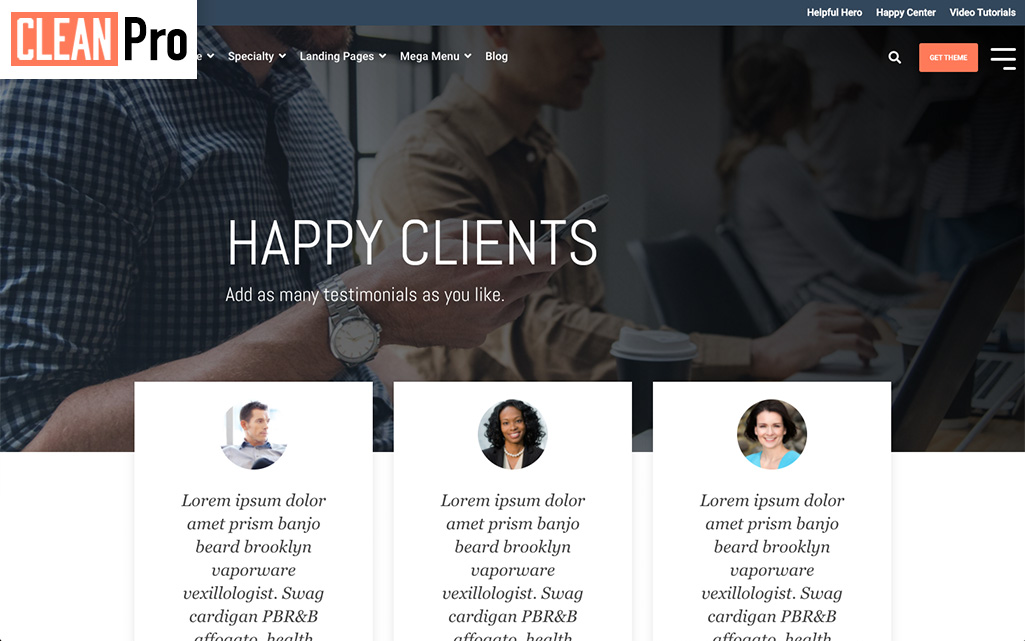 Helpful Hero Happy Center Video Tutorials
CLEAN Pro
Specialty Landing Pages Mega Menu Blog
GET THEME
HAPPY CLIENTS
Add as many testimonials as you like.
Lorem ipsum dolor
amet prism banjo
beard brooklyn
vaporware
vexillologist. Swag
cardigan PBR&B
affogato, health
Lorem ipsum dolor
amet prism banjo
beard brooklyn
vaporware
vexillologist. Swag
cardigan PBR&B
affogato, health
Lorem ipsum dolor
amet prism banjo
beard brooklyn
vaporware
vexillologist. Swag
cardigan PBR&B
affogato, health